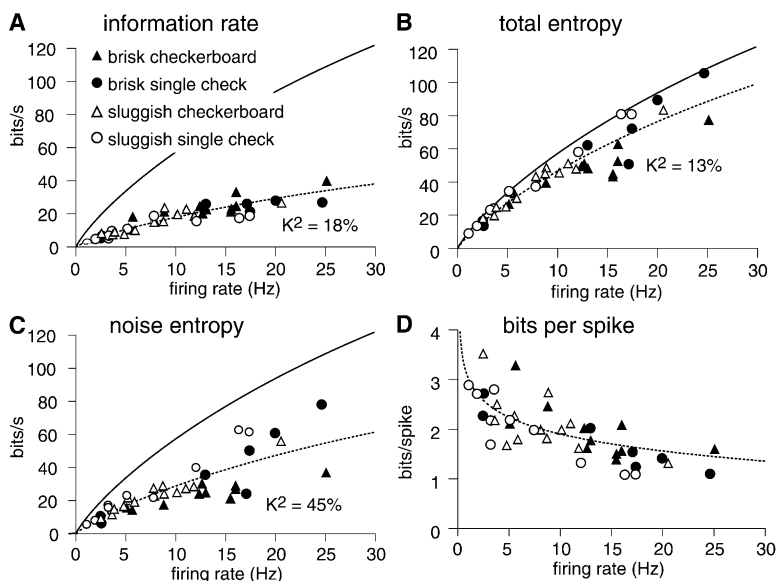 A
information rate
120
100
80
60
40
20
0
bits/s
▲ brisk checkerboard
● brisk single check
△ sluggish checkerboard
○ sluggish single check
K² = 18%
0 5 10 15 20 25 30
firing rate (Hz)
B
total entropy
120
100
80
60
40
20
0
bits/s
K² = 13%
0 5 10 15 20 25 30
firing rate (Hz)
C
noise entropy
120
100
80
60
40
20
0
bits/s
K² = 45%
0 5 10 15 20 25 30
firing rate (Hz)
D
bits per spike
4
3
2
1
0
bits/spike
0 5 10 15 20 25 30
firing rate (Hz)